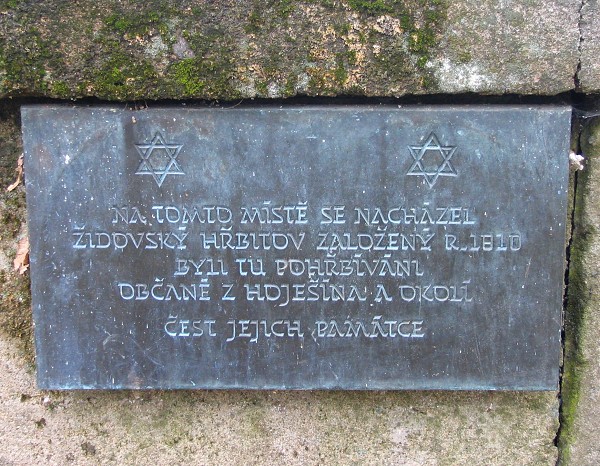 NA TOMTO MÍSTĚ SE NACHÁZEL
ŽIDOVSKÝ HŘBITOV ZALOŽENÝ R. 1810
BYLI TU POHŘBÍVÁNI
OBČANÉ Z HOJEŠÍNA A OKOLÍ
ČEST JEJICH PAMÁTCE